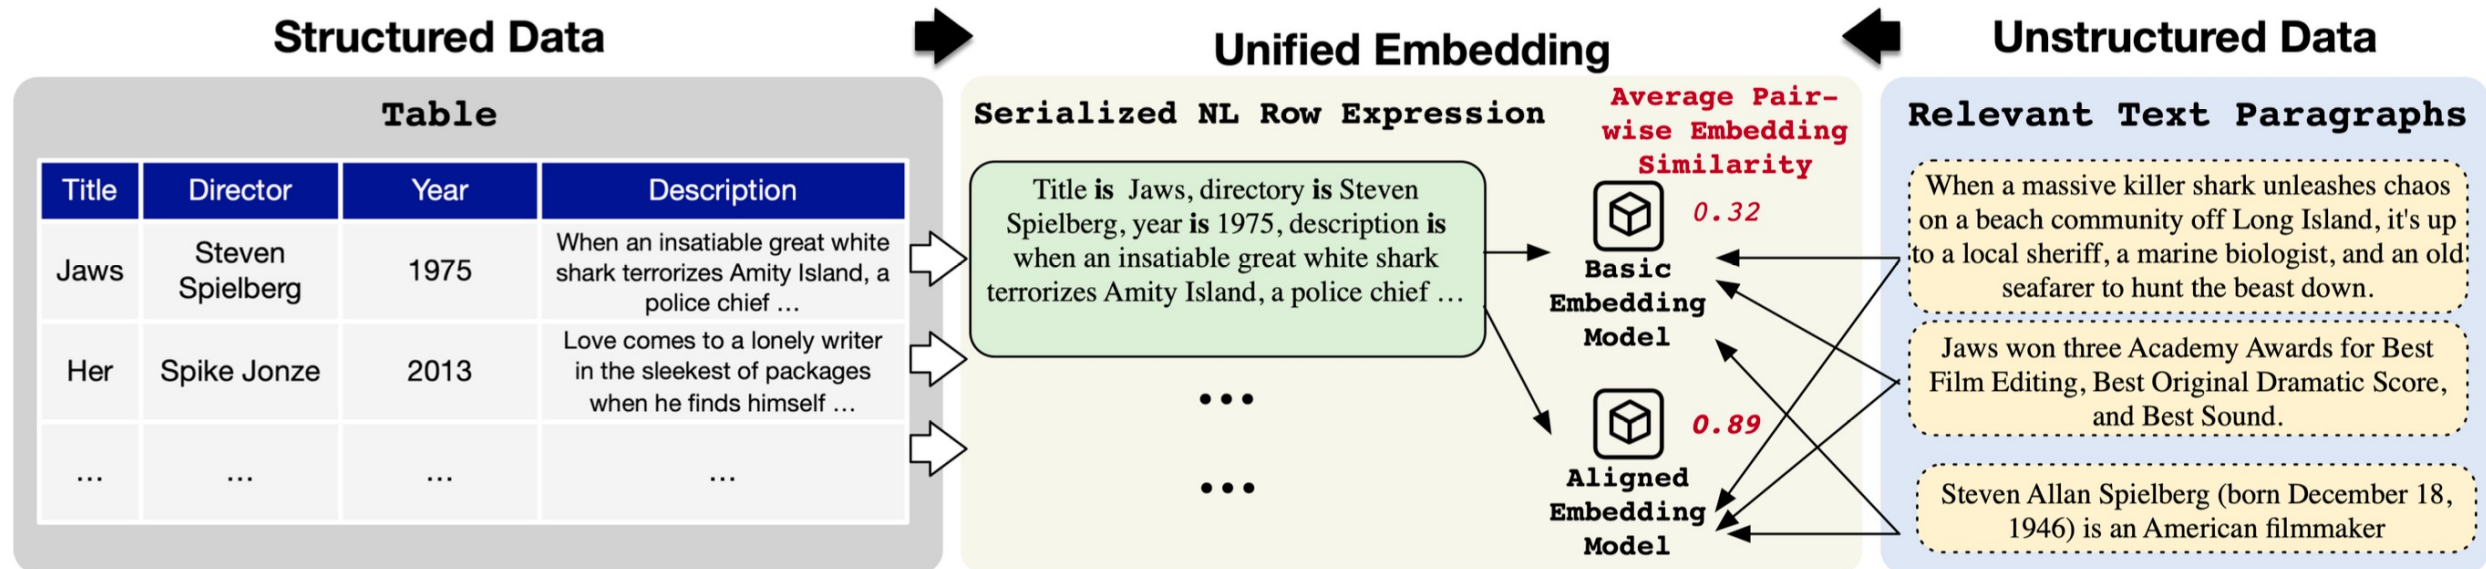 Structured Data
Table
Title Director Year Description
Jaws
Steven
Spielberg
1975
When an insatiable great white
shark terrorizes Amity Island, a
police chief ...
Her
Spike Jonze
2013
Love comes to a lonely writer
in the sleekest of packages
when he finds himself ...
... ... ... ...
Unified Embedding
Serialized NL Row Expression
Title is Jaws, directory is Steven
Spielberg, year is 1975, description is
when an insatiable great white shark
terrorizes Amity Island, a police chief ...
...
...
Average Pair-
wise Embedding
Similarity
0.32
Basic
Embedding
Model
0.89
Aligned
Embedding
Model
Unstructured Data
Relevant Text Paragraphs
When a massive killer shark unleashes chaos
on a beach community off Long Island, it's up
to a local sheriff, a marine biologist, and an old
seafarer to hunt the beast down.
Jaws won three Academy Awards for Best
Film Editing, Best Original Dramatic Score,
and Best Sound.
Steven Allan Spielberg (born December 18,
1946) is an American filmmaker